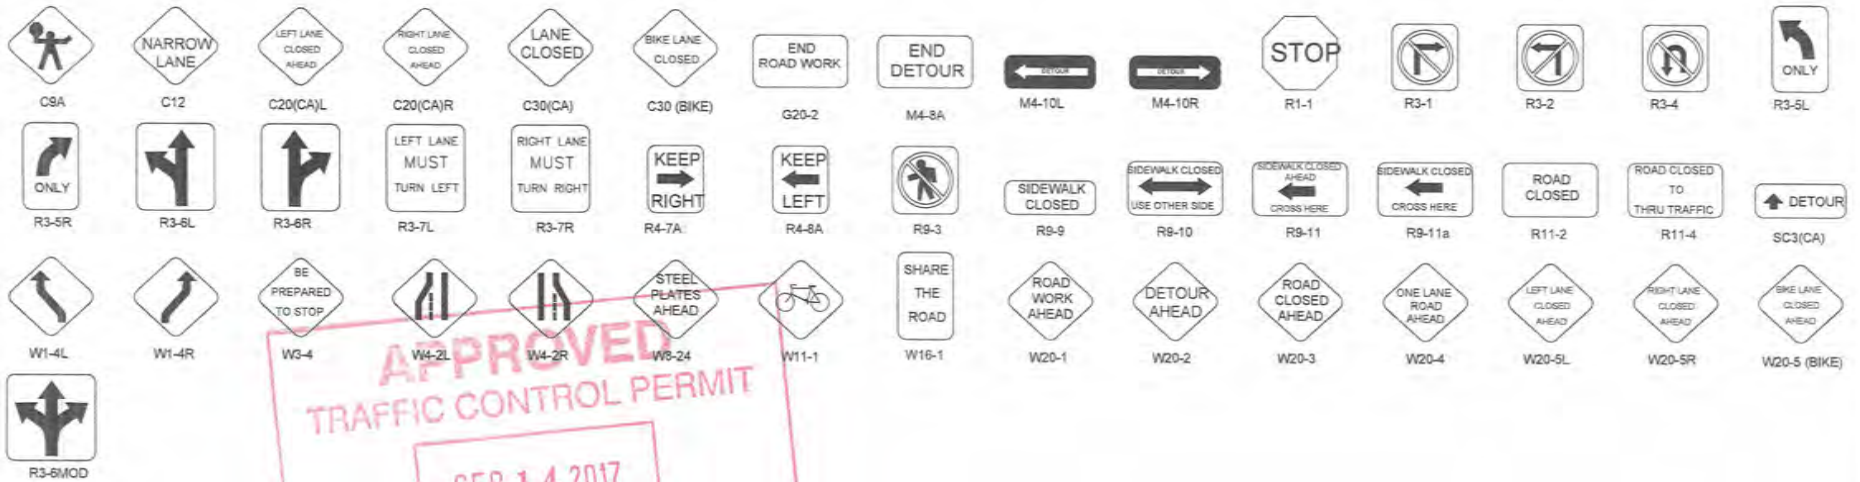 NARROW
LANE
LEFT LANE
CLOSED
AHEAD
RIGHT LANE
CLOSED
AHEAD
LANE
CLOSED
BIKE LANE
CLOSED
END
ROAD WORK
END
DETOUR
DETOUR
DETOUR
STOP
ONLY
C9A
C12
C20(CA)L
C20(CA)R
C30(CA)
C30 (BIKE)
G20-2
M4-8A
M4-10L
M4-10R
R1-1
R3-1
R3-2
R3-4
R3-5L
ONLY
LEFT LANE
MUST
TURN LEFT
RIGHT LANE
MUST
TURN RIGHT
KEEP
RIGHT
KEEP
LEFT
SIDEWALK
CLOSED
SIDEWALK CLOSED
USE OTHER SIDE
SIDEWALK CLOSED
AHEAD
CROSS HERE
SIDEWALK CLOSED
CROSS HERE
ROAD
CLOSED
ROAD CLOSED
TO
THRU TRAFFIC
DETOUR
R3-5R
R3-6L
R3-6R
R3-7L
R3-7R
R4-7A
R4-8A
R9-3
R9-9
R9-10
R9-11
R9-11a
R11-2
R11-4
SC3(CA)
BE
PREPARED
TO STOP
STEEL
PLATES
AHEAD
SHARE
THE
ROAD
ROAD
WORK
AHEAD
DETOUR
AHEAD
ROAD
CLOSED
AHEAD
ONE LANE
ROAD
AHEAD
LEFT LANE
CLOSED
AHEAD
RIGHT LANE
CLOSED
AHEAD
BIKE LANE
CLOSED
AHEAD
W1-4L
W1-4R
W3-4
W4-2L
W4-2R
W8-24
W11-1
W16-1
W20-1
W20-2
W20-3
W20-4
W20-5L
W20-5R
W20-5 (BIKE)
R3-6MOD
APPROVED
TRAFFIC CONTROL PERMIT
SEP 14 2017